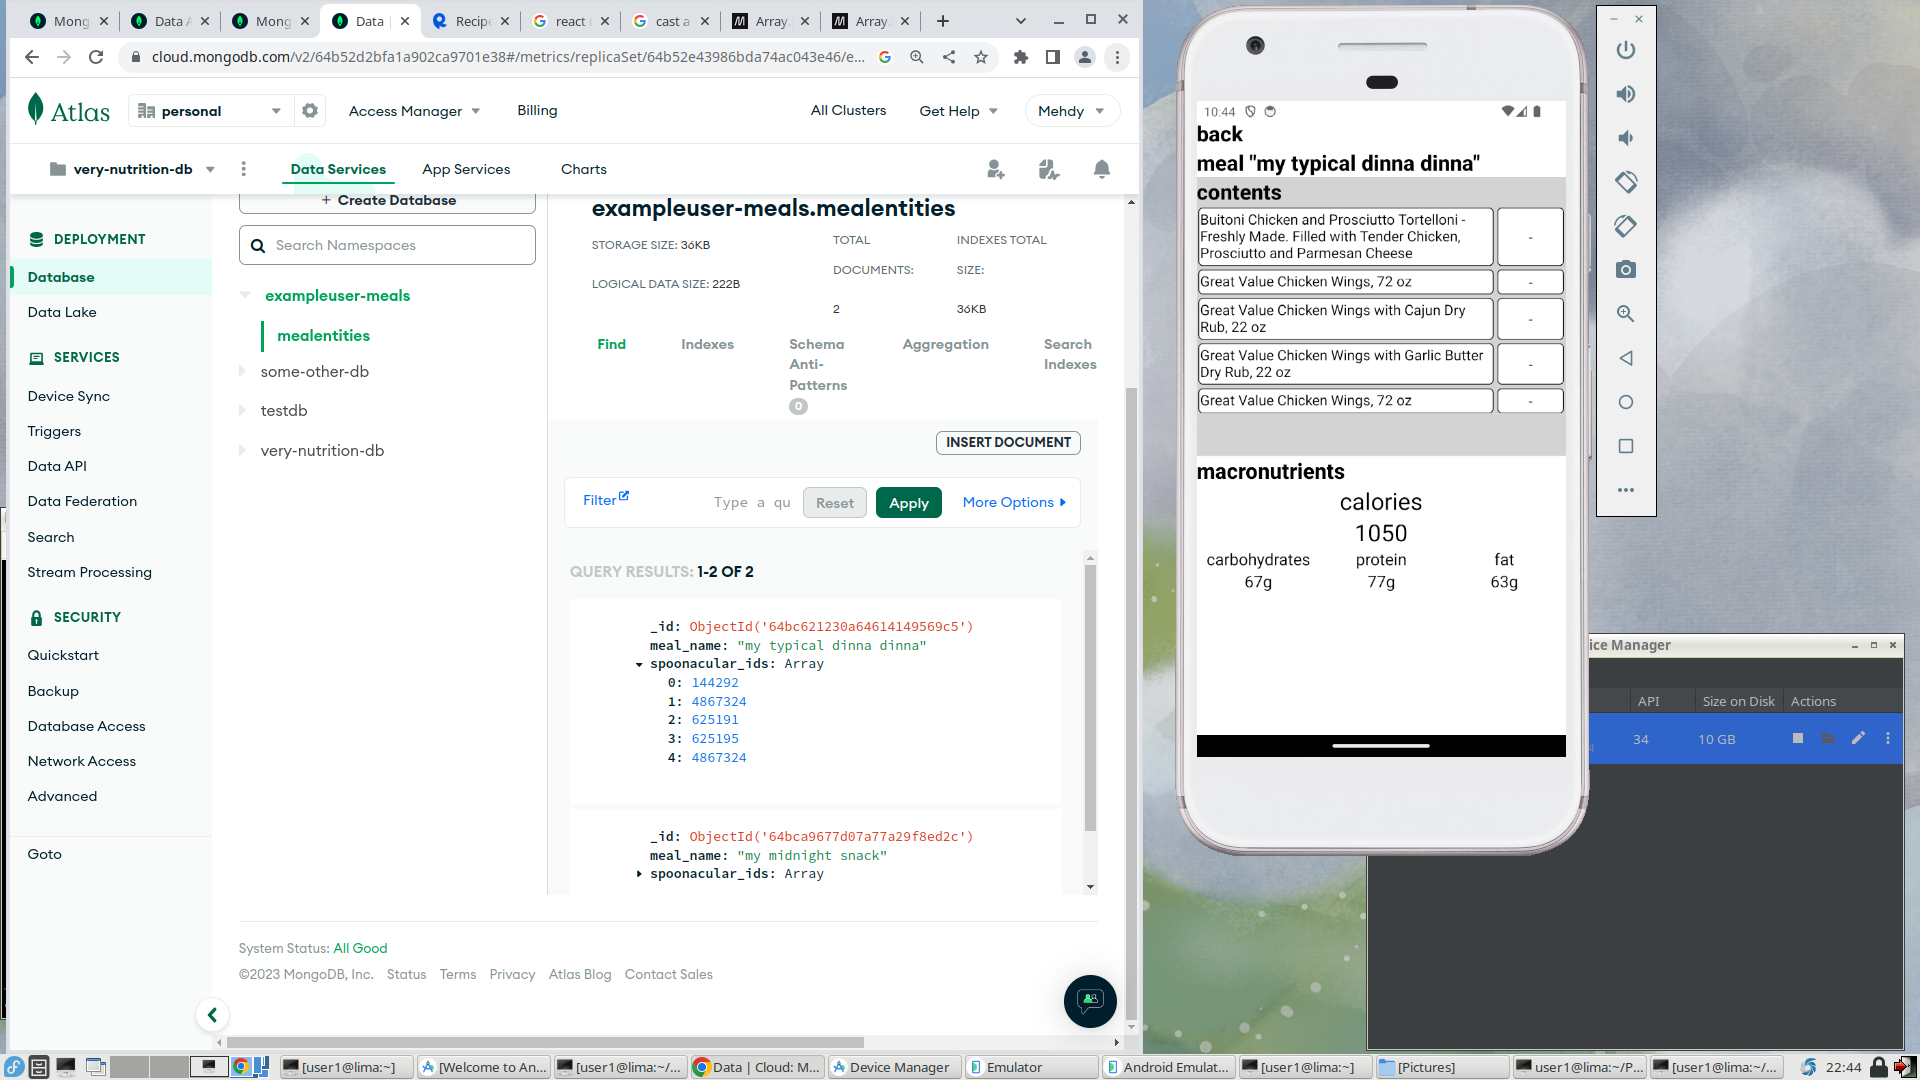 Mong
Data A
Mong
Data
Recipe
react
cast a
Array
Array
cloud.mongodb.com/v2/64b52d2bfa1a902ca9701e38#/metrics/replicaSet/64b52e43986bda74ac043e46/e...
Atlas
personal
Access Manager
Billing
All Clusters
Get Help
Mehdy
very-nutrition-db
Data Services
App Services
Charts
DEPLOYMENT
Database
Data Lake
SERVICES
Device Sync
Triggers
Data API
Data Federation
Search
Stream Processing
SECURITY
Quickstart
Backup
Database Access
Network Access
Advanced
Goto
+ Create Database
Search Namespaces
exampleuser-meals
mealentities
some-other-db
testdb
very-nutrition-db
exampleuser-meals.mealentities
STORAGE SIZE: 36KB
LOGICAL DATA SIZE: 222B
TOTAL
DOCUMENTS:
2
INDEXES TOTAL
SIZE:
36KB
Find
Indexes
Schema
Anti-
Patterns
0
Aggregation
Search
Indexes
INSERT DOCUMENT
Filter
Type a qu
Reset
Apply
More Options
QUERY RESULTS: 1-2 OF 2
_id: ObjectId('64bc621230a64614149569c5')
meal_name: "my typical dinna dinna"
spoonacular_ids: Array
0: 144292
1: 4867324
2: 625191
3: 625195
4: 4867324
_id: ObjectId('64bca9677d07a77a29f8ed2c')
meal_name: "my midnight snack"
spoonacular_ids: Array
System Status: All Good
©2023 MongoDB, Inc. Status Terms Privacy Atlas Blog Contact Sales
10:44
back
meal "my typical dinna dinna"
contents
Buitoni Chicken and Prosciutto Tortelloni -
Freshly Made. Filled with Tender Chicken,
Prosciutto and Parmesan Cheese
-
Great Value Chicken Wings, 72 oz
-
Great Value Chicken Wings with Cajun Dry
Rub, 22 oz
-
Great Value Chicken Wings with Garlic Butter
Dry Rub, 22 oz
-
Great Value Chicken Wings, 72 oz
-
macronutrients
calories
1050
carbohydrates protein fat
67g 77g 63g
ice Manager
API Size on Disk Actions
34 10 GB
[user1@lima:~]
[Welcome to An...
[user1@lima:~/...
Data | Cloud: M...
Device Manager
Emulator
Android Emulat...
[user1@lima:~]
[Pictures]
user1@lima:~/P...
[user1@lima:~/...
22:44